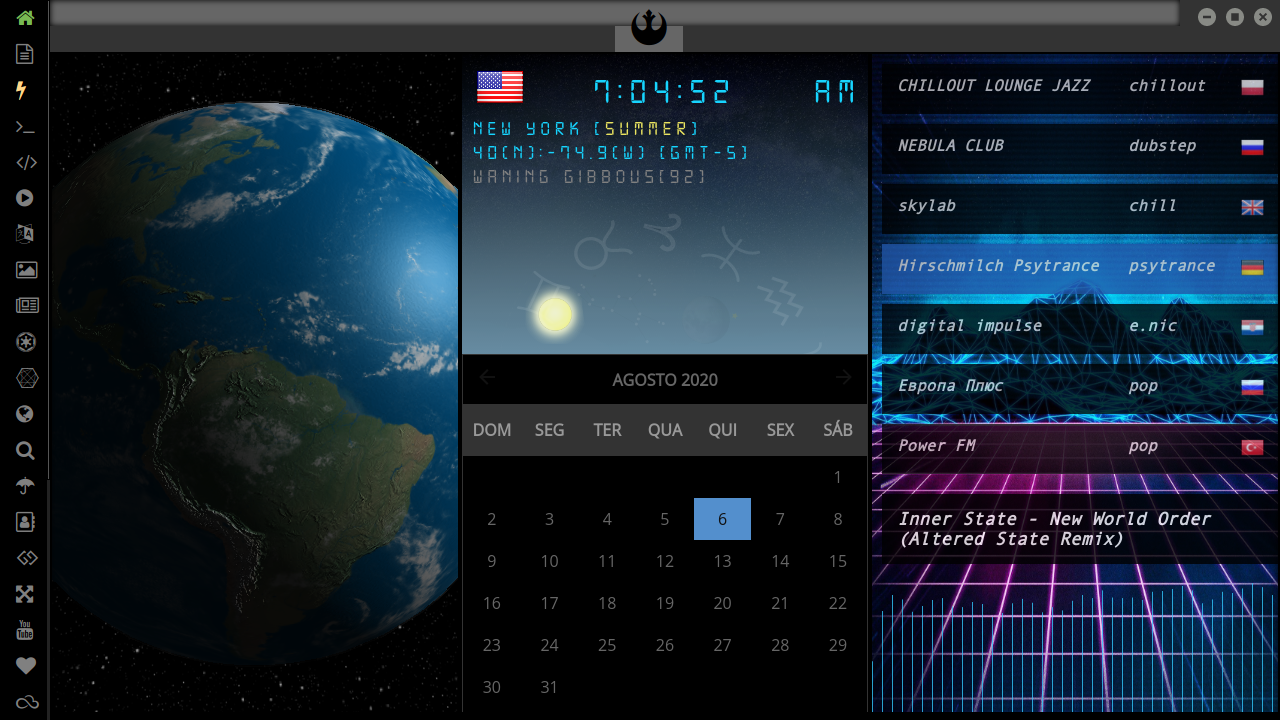 7:04:52 AM
NEW YORK (SUMMER)
40(N):-74.9(W) (GMT-5)
WANING GIBBOUS(92)
AGOSTO 2020
DOM SEG TER QUA QUI SEX SÁB
1
2 3 4 5 6 7 8
9 10 11 12 13 14 15
16 17 18 19 20 21 22
23 24 25 26 27 28 29
30 31
CHILLOUT LOUNGE JAZZ chillout
NEBULA CLUB dubstep
skylab chill
Hirschmilch Psytrance psytrance
digital impulse e.nic
Европа Плюс pop
Power FM pop
Inner State - New World Order
(Altered State Remix)
You
Tube